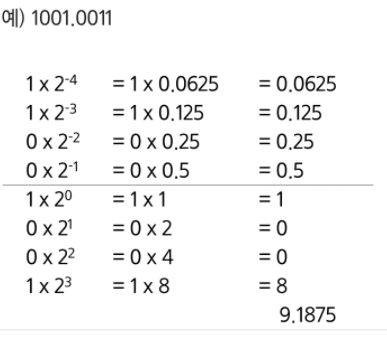 예) 1001.0011
1 x 2⁻⁴ = 1 x 0.0625 = 0.0625
1 x 2⁻³ = 1 x 0.125 = 0.125
0 x 2⁻² = 0 x 0.25 = 0.25
0 x 2⁻¹ = 0 x 0.5 = 0.5
1 x 2⁰ = 1 x 1 = 1
0 x 2¹ = 0 x 2 = 0
0 x 2² = 0 x 4 = 0
1 x 2³ = 1 x 8 = 8
9.1875